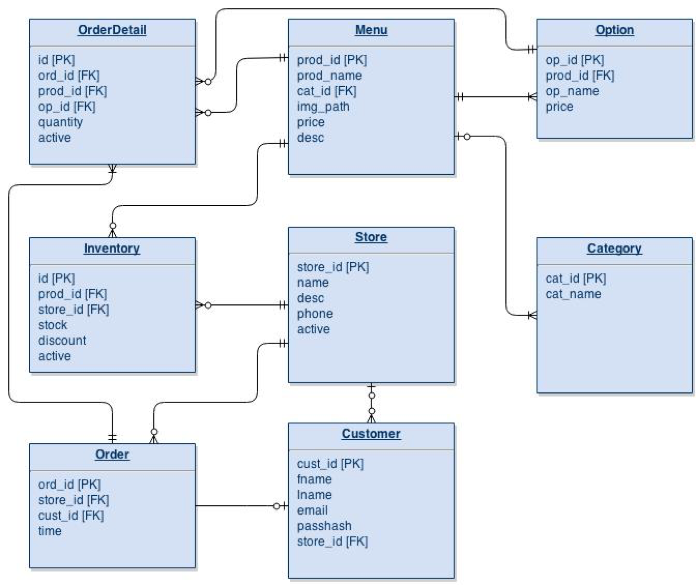 OrderDetail
id [PK]
ord_id [FK]
prod_id [FK]
op_id [FK]
quantity
active
Menu
prod_id [PK]
prod_name
cat_id [FK]
img_path
price
desc
Option
op_id [PK]
prod_id [FK]
op_name
price
Inventory
id [PK]
prod_id [FK]
store_id [FK]
stock
discount
active
Store
store_id [PK]
name
desc
phone
active
Category
cat_id [PK]
cat_name
Order
ord_id [PK]
store_id [FK]
cust_id [FK]
time
Customer
cust_id [PK]
fname
lname
email
passhash
store_id [FK]